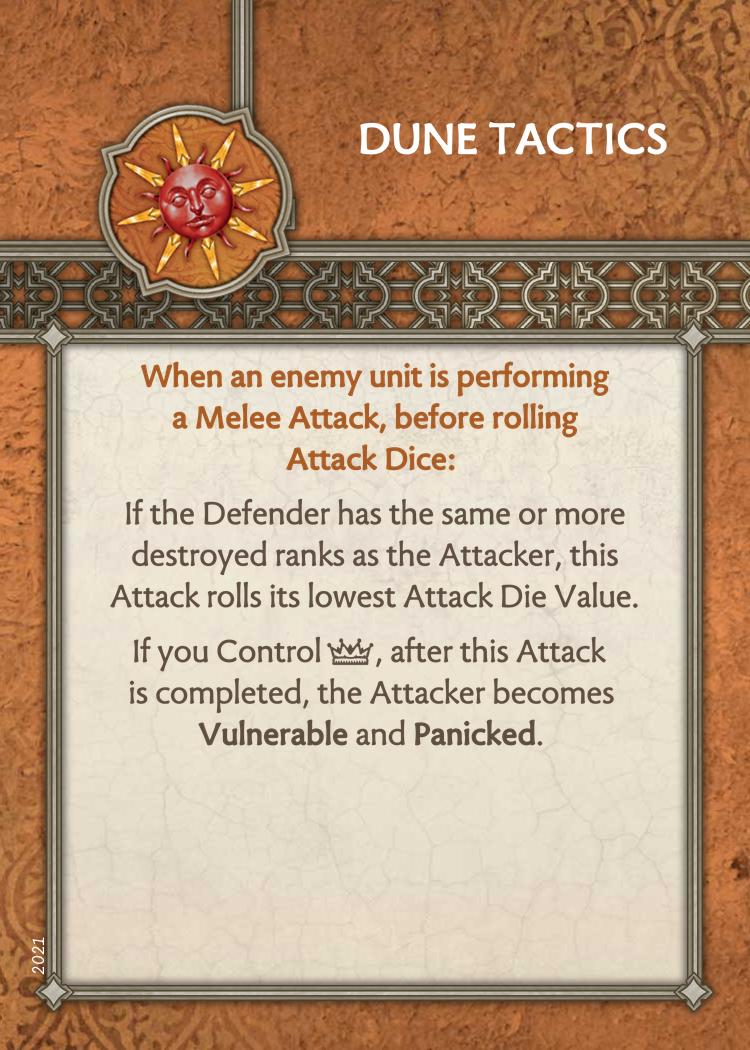 DUNE TACTICS
When an enemy unit is performing
a Melee Attack, before rolling
Attack Dice:
If the Defender has the same or more
destroyed ranks as the Attacker, this
Attack rolls its lowest Attack Die Value.
If you Control , after this Attack
is completed, the Attacker becomes
Vulnerable and Panicked.
2021